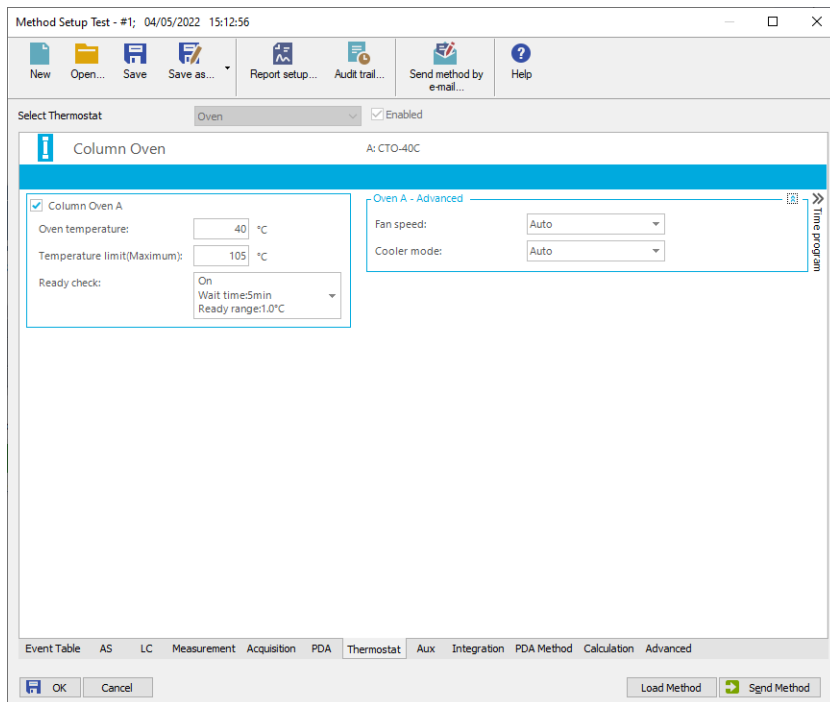 Method Setup Test - #1;  04/05/2022  15:12:56
New
Open...
Save
Save as...
Report setup...
Audit trail...
Send method by
e-mail...
Help
Select Thermostat
Oven
Enabled
Column Oven
A: CTO-40C
Column Oven A
Oven temperature:
40 °C
Temperature limit(Maximum):
105 °C
Ready check:
On
Wait time:5min
Ready range:1.0°C
Oven A - Advanced
Fan speed:
Auto
Cooler mode:
Auto
Time program
Event Table
AS
LC
Measurement
Acquisition
PDA
Thermostat
Aux
Integration
PDA Method
Calculation
Advanced
OK
Cancel
Load Method
Send Method